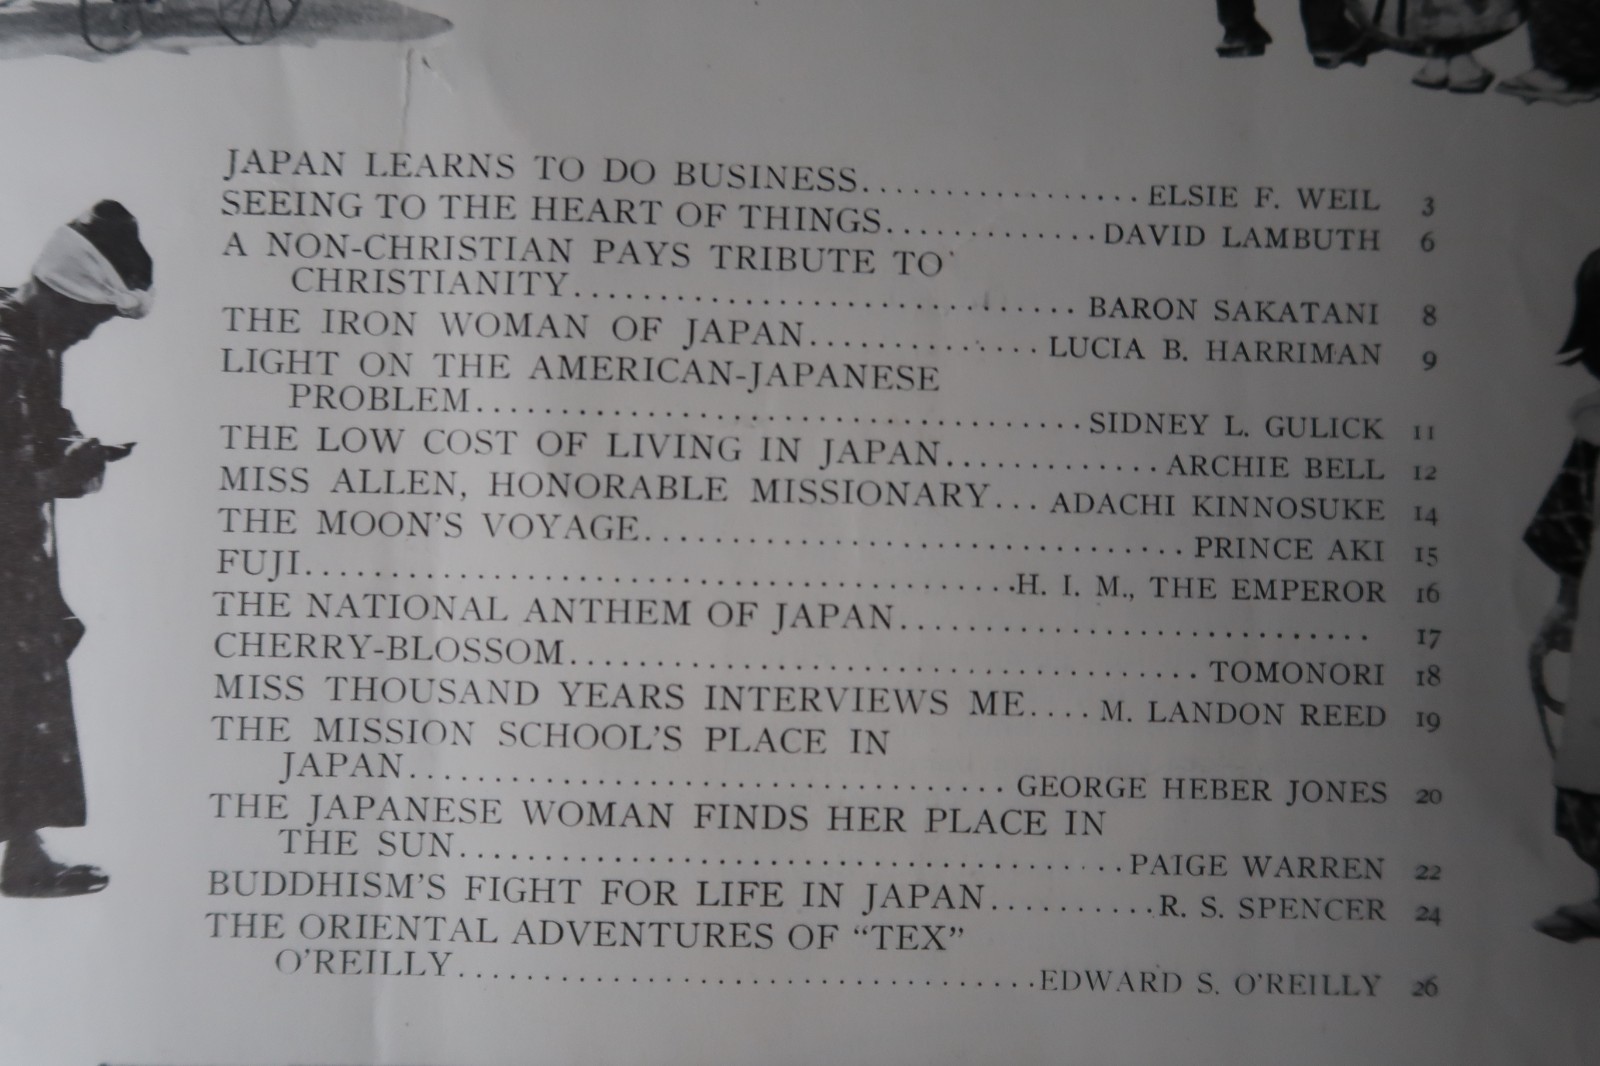 JAPAN LEARNS TO DO BUSINESS................. ELSIE F. WEIL 3
SEEING TO THE HEART OF THINGS............. DAVID LAMBUTH 6
A NON-CHRISTIAN PAYS TRIBUTE TO
CHRISTIANITY.............................. BARON SAKATANI 8
THE IRON WOMAN OF JAPAN.............. LUCIA B. HARRIMAN 9
LIGHT ON THE AMERICAN-JAPANESE
PROBLEM.................................... SIDNEY L. GULICK 11
THE LOW COST OF LIVING IN JAPAN............. ARCHIE BELL 12
MISS ALLEN, HONORABLE MISSIONARY... ADACHI KINNOSUKE 14
THE MOON'S VOYAGE................................ PRINCE AKI 15
FUJI..........................................H. I. M., THE EMPEROR 16
THE NATIONAL ANTHEM OF JAPAN............................ 17
CHERRY-BLOSSOM..................................... TOMONORI 18
MISS THOUSAND YEARS INTERVIEWS ME.... M. LANDON REED 19
THE MISSION SCHOOL'S PLACE IN
JAPAN................................... GEORGE HEBER JONES 20
THE JAPANESE WOMAN FINDS HER PLACE IN
THE SUN....................................... PAIGE WARREN 22
BUDDHISM'S FIGHT FOR LIFE IN JAPAN..........R. S. SPENCER 24
THE ORIENTAL ADVENTURES OF “TEX”
O'REILLY..................................EDWARD S. O'REILLY 26